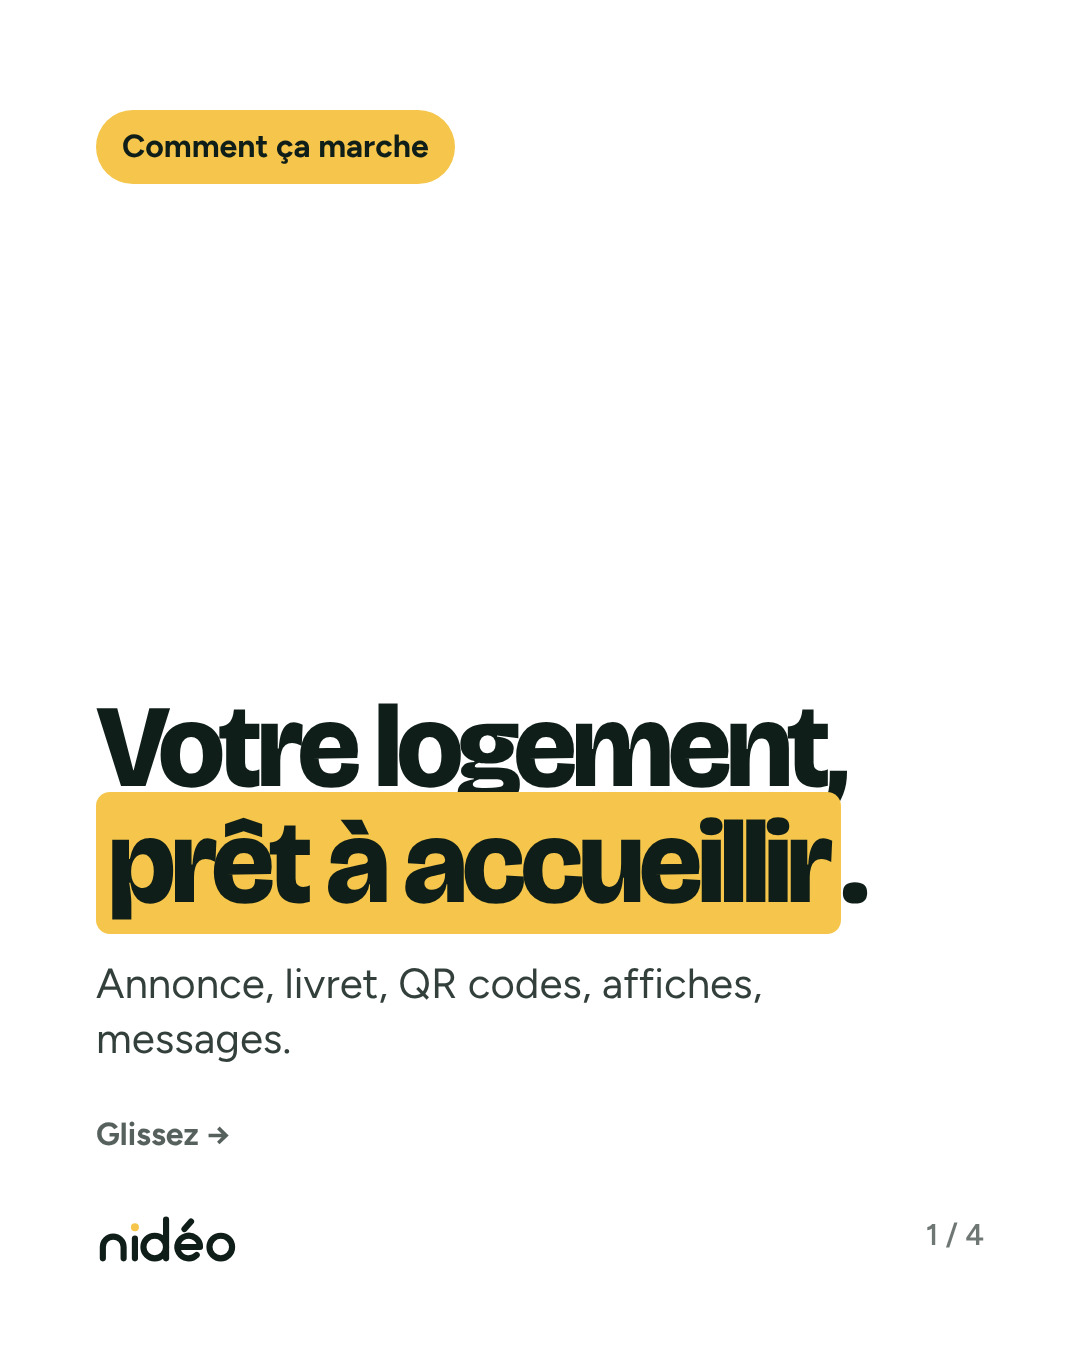 Comment ça marche
Votre logement,
prêt à accueillir.
Annonce, livret, QR codes, affiches,
messages.
Glissez →
nidéo
1 / 4